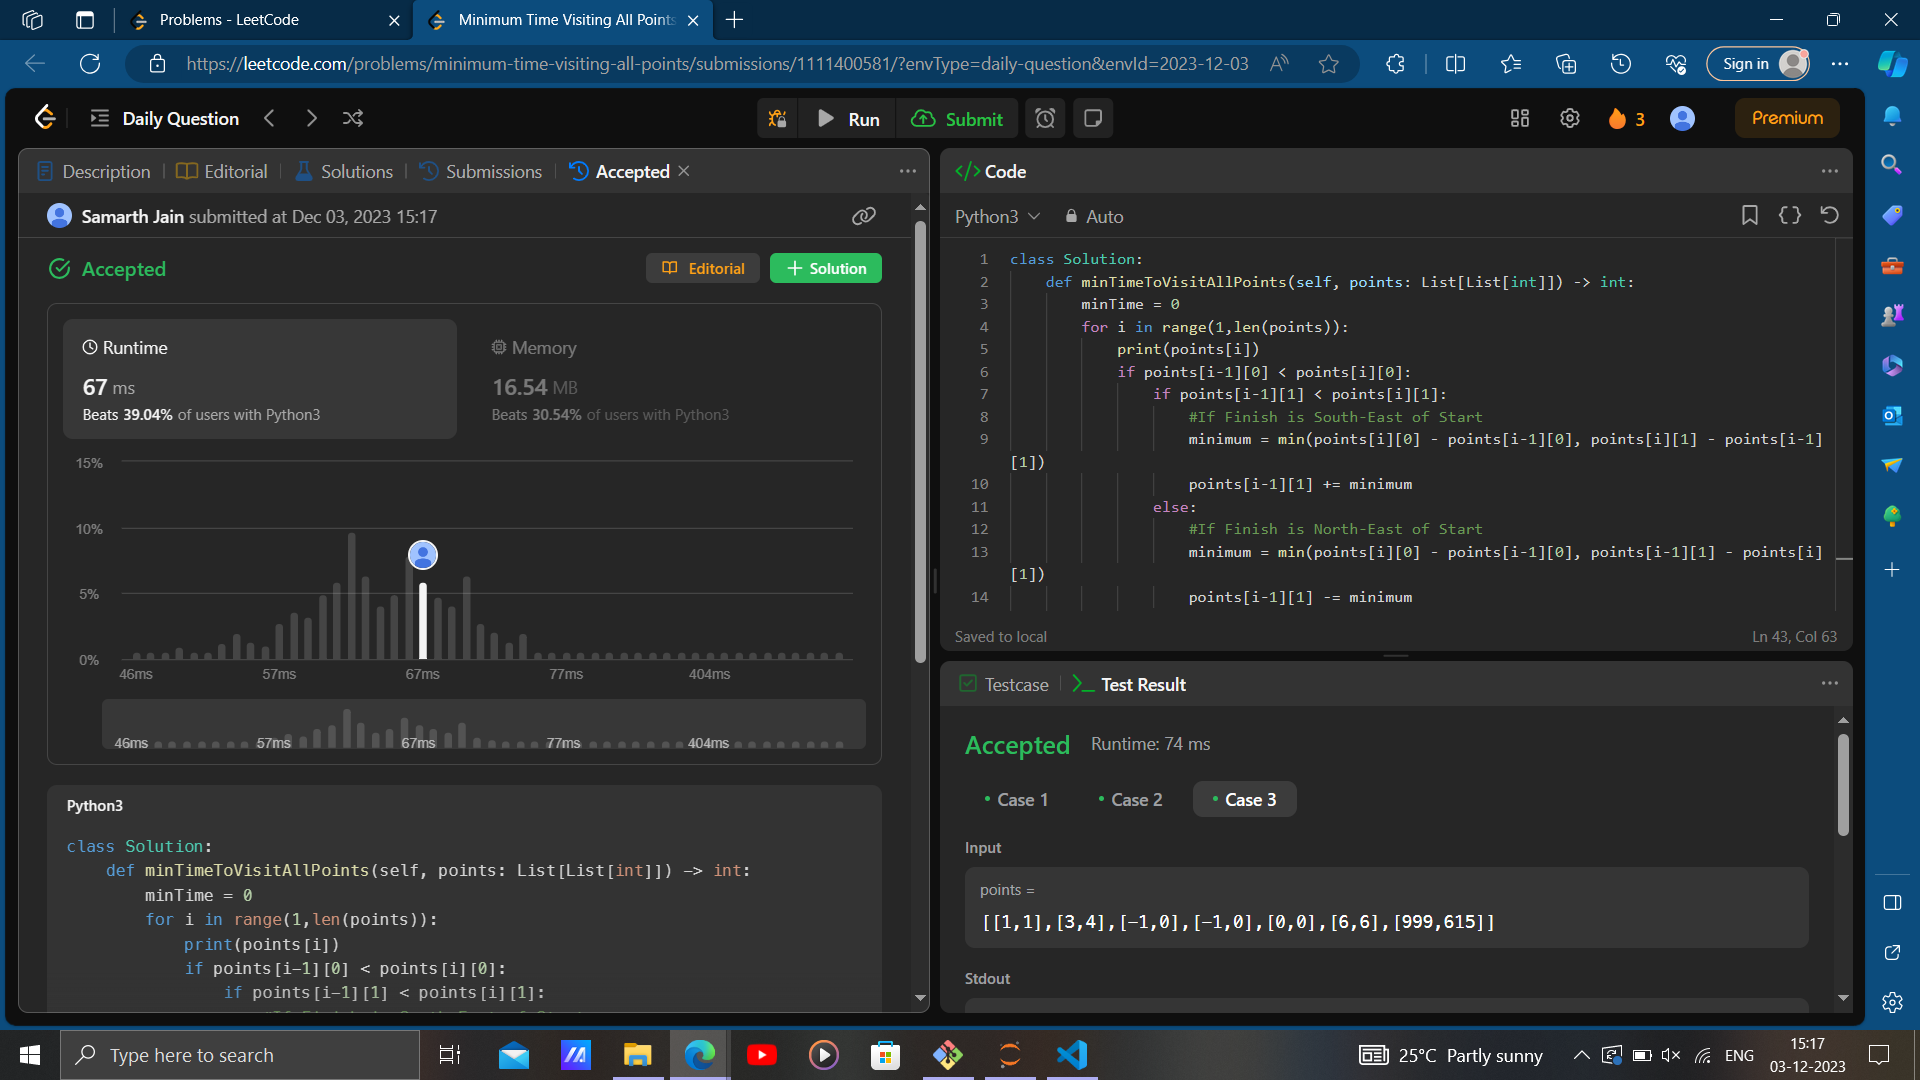 Problems - LeetCode
Minimum Time Visiting All Points
https://leetcode.com/problems/minimum-time-visiting-all-points/submissions/1111400581/?envType=daily-question&envId=2023-12-03
Sign in
Daily Question
Run
Submit
3
Premium
Description
Editorial
Solutions
Submissions
Accepted
Samarth Jain submitted at Dec 03, 2023 15:17
Accepted
Editorial
Solution
Runtime
67 ms
Beats 39.04% of users with Python3
Memory
16.54 MB
Beats 30.54% of users with Python3
15%
10%
5%
0%
46ms 57ms 67ms 77ms 404ms
46ms 57ms 67ms 77ms 404ms
Python3
class Solution:
    def minTimeToVisitAllPoints(self, points: List[List[int]]) -> int:
        minTime = 0
        for i in range(1,len(points)):
            print(points[i])
            if points[i-1][0] < points[i][0]:
                if points[i-1][1] < points[i][1]:
Code
Python3
Auto
1 class Solution:
2     def minTimeToVisitAllPoints(self, points: List[List[int]]) -> int:
3         minTime = 0
4         for i in range(1,len(points)):
5             print(points[i])
6             if points[i-1][0] < points[i][0]:
7                 if points[i-1][1] < points[i][1]:
8                     #If Finish is South-East of Start
9                     minimum = min(points[i][0] - points[i-1][0], points[i][1] - points[i-1]
[1])
10                     points[i-1][1] += minimum
11                 else:
12                     #If Finish is North-East of Start
13                     minimum = min(points[i][0] - points[i-1][0], points[i-1][1] - points[i]
[1])
14                     points[i-1][1] -= minimum
Saved to local
Ln 43, Col 63
Testcase
Test Result
Accepted
Runtime: 74 ms
Case 1
Case 2
Case 3
Input
points =
[[1,1],[3,4],[-1,0],[-1,0],[0,0],[6,6],[999,615]]
Stdout
Type here to search
25°C Partly sunny
ENG
15:17
03-12-2023